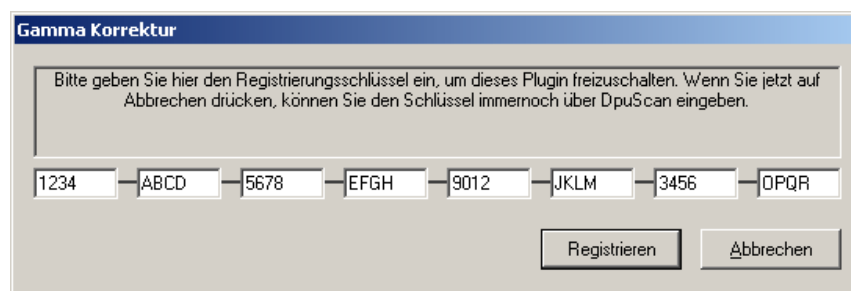 Gamma Korrektur
Bitte geben Sie hier den Registrierungsschlüssel ein, um dieses Plugin freizuschalten. Wenn Sie jetzt auf
Abbrechen drücken, können Sie den Schlüssel immernoch über DpuScan eingeben.
1234 — ABCD — 5678 — EFGH — 9012 — JKLM — 3456 — OPQR
Registrieren Abbrechen